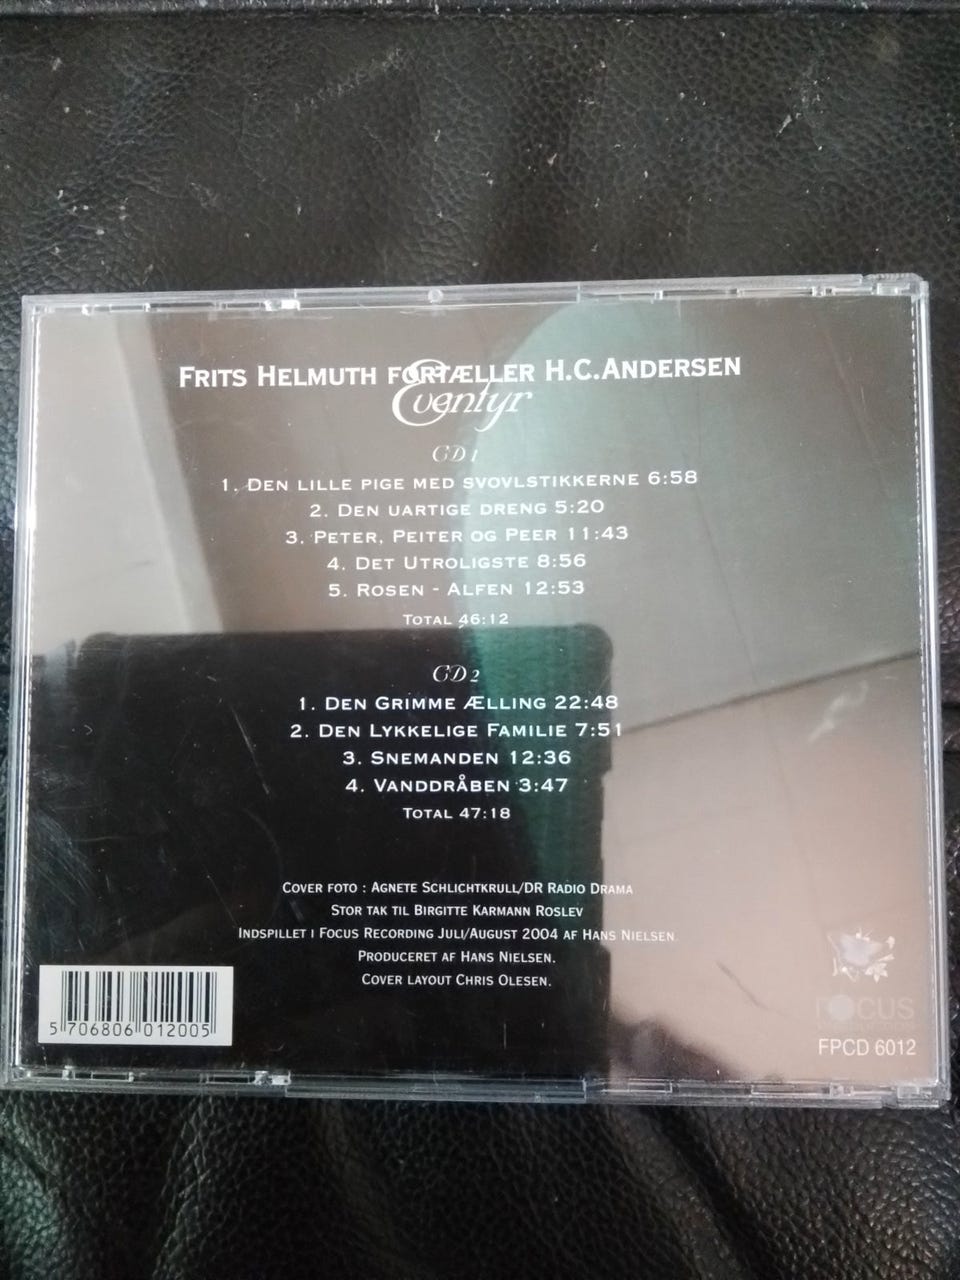 FRITS HELMUTH FORTÆLLER H.C.ANDERSEN
Eventyr
CD 1
1. DEN LILLE PIGE MED SVOVLSTIKKERNE 6:58
2. DEN UARTIGE DRENG 5:20
3. PETER, PEITER OG PEER 11:43
4. DET UTROLIGSTE 8:56
5. ROSEN - ALFEN 12:53
TOTAL 46:12
CD 2
1. DEN GRIMME ÆLLING 22:48
2. DEN LYKKELIGE FAMILIE 7:51
3. SNEMANDEN 12:36
4. VANDDRÅBEN 3:47
TOTAL 47:18
COVER FOTO : AGNETE SCHLICHTKRULL/DR RADIO DRAMA
STOR TAK TIL BIRGITTE KARMANN ROSLEV
INDSPILLET I FOCUS RECORDING JULI/AUGUST 2004 AF HANS NIELSEN.
PRODUCERET AF HANS NIELSEN.
COVER LAYOUT CHRIS OLESEN.
5 706806 012005
FOCUS
FPCD 6012